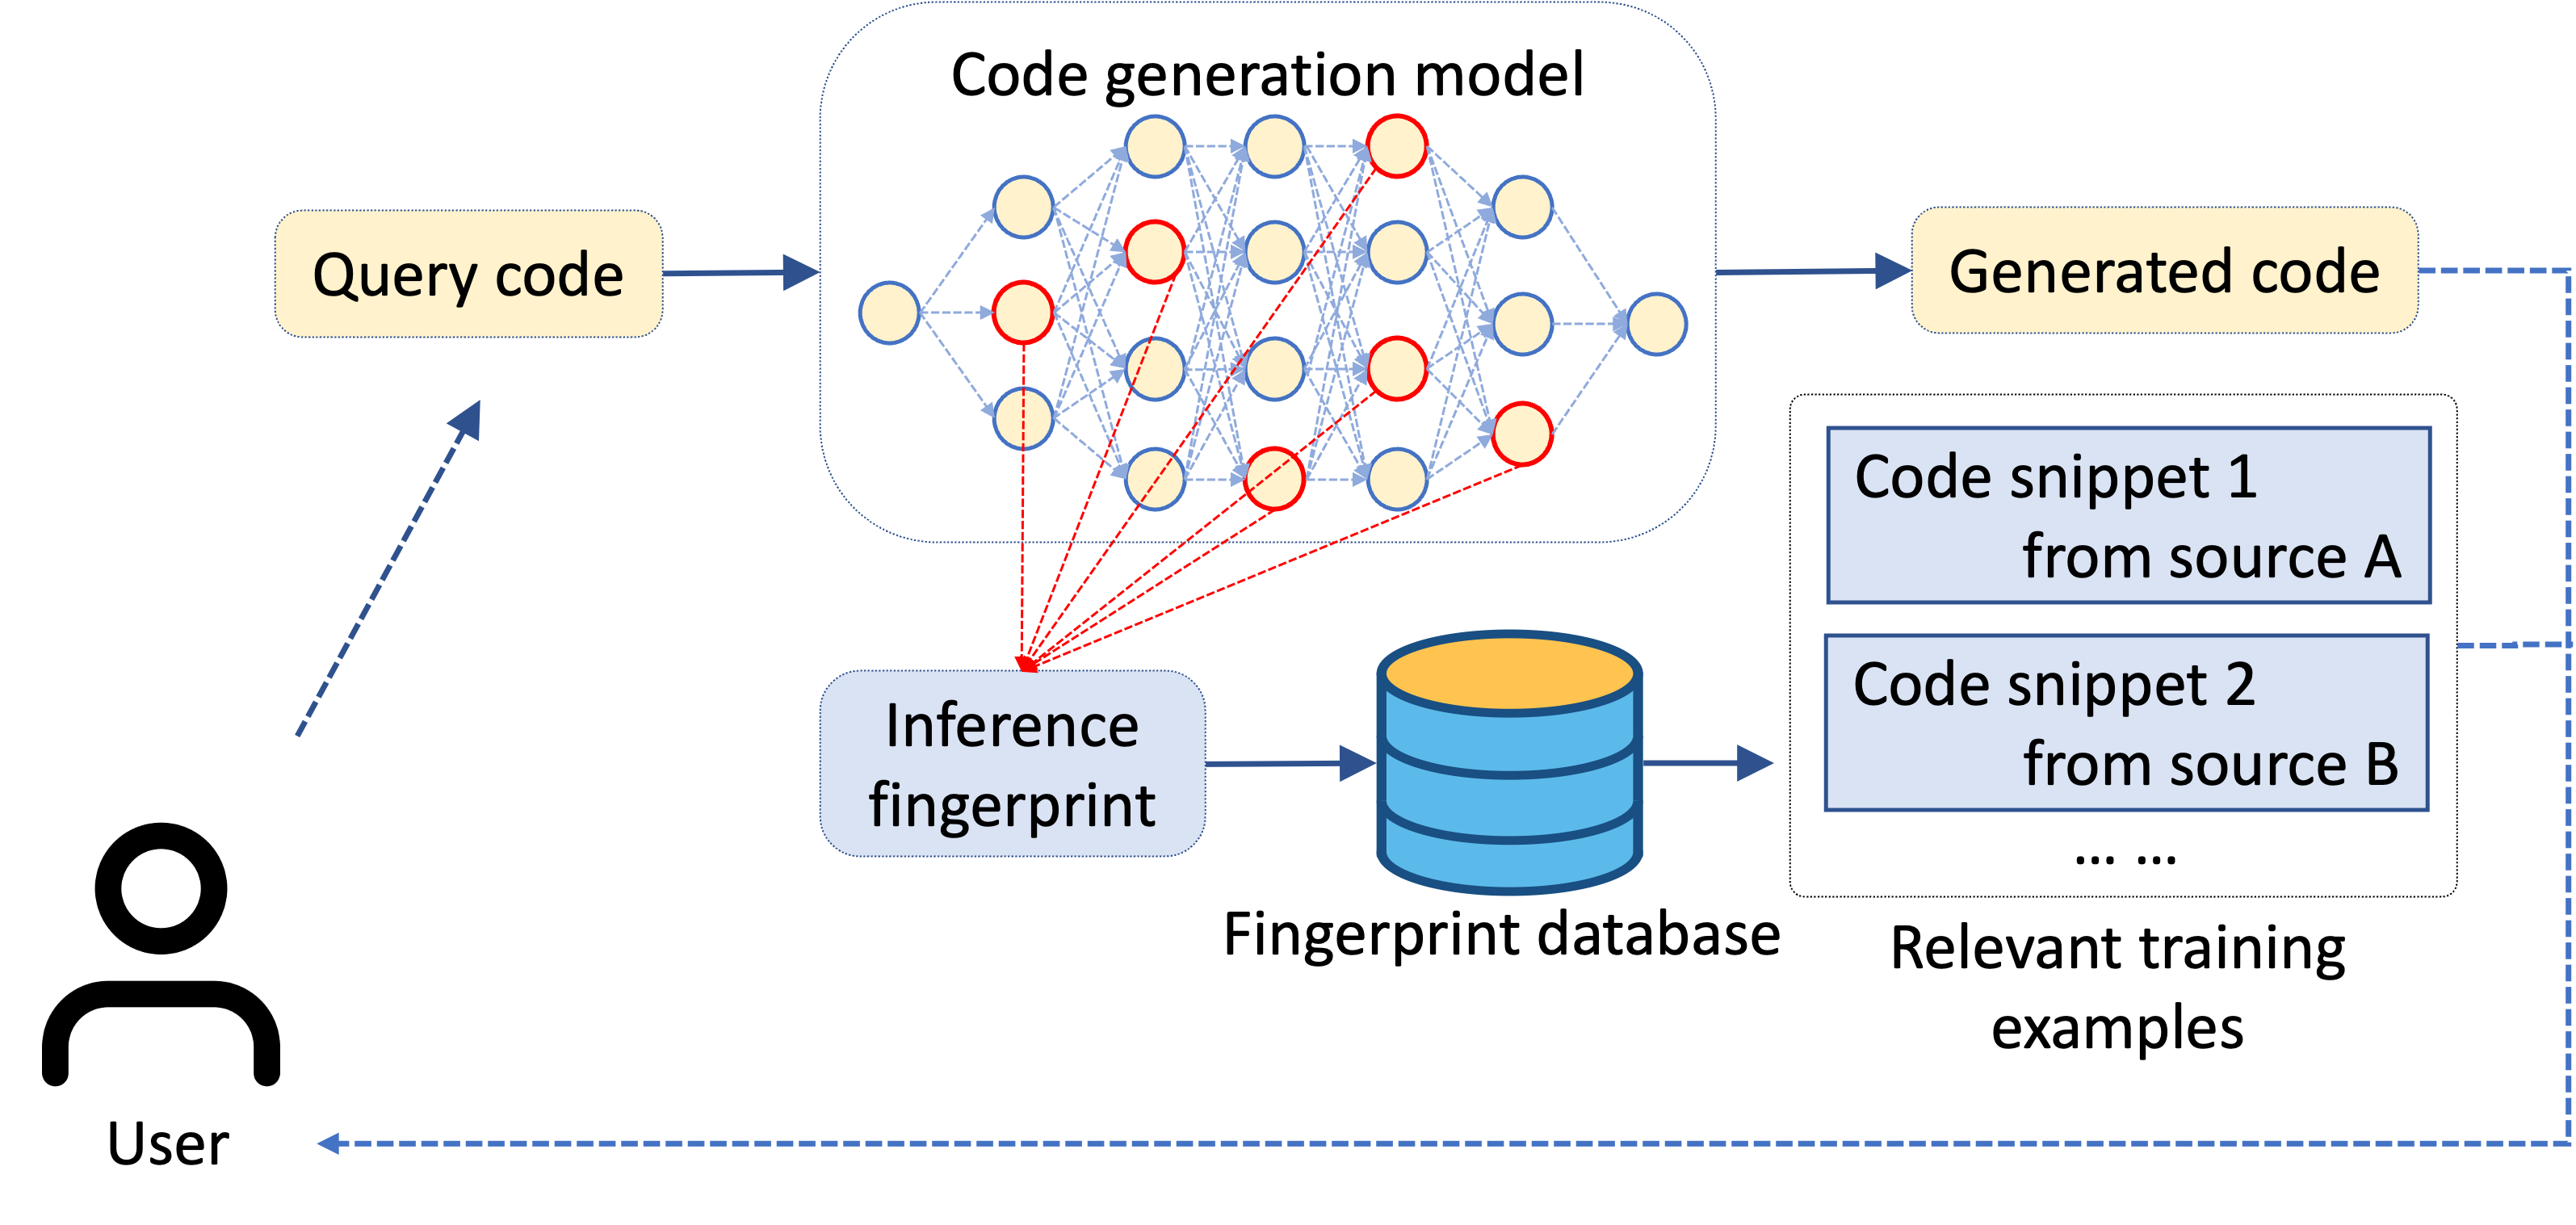 Code generation model
Query code
Generated code
Code snippet 1
from source A
Code snippet 2
from source B
... ...
Inference
fingerprint
Fingerprint database
Relevant training
examples
User